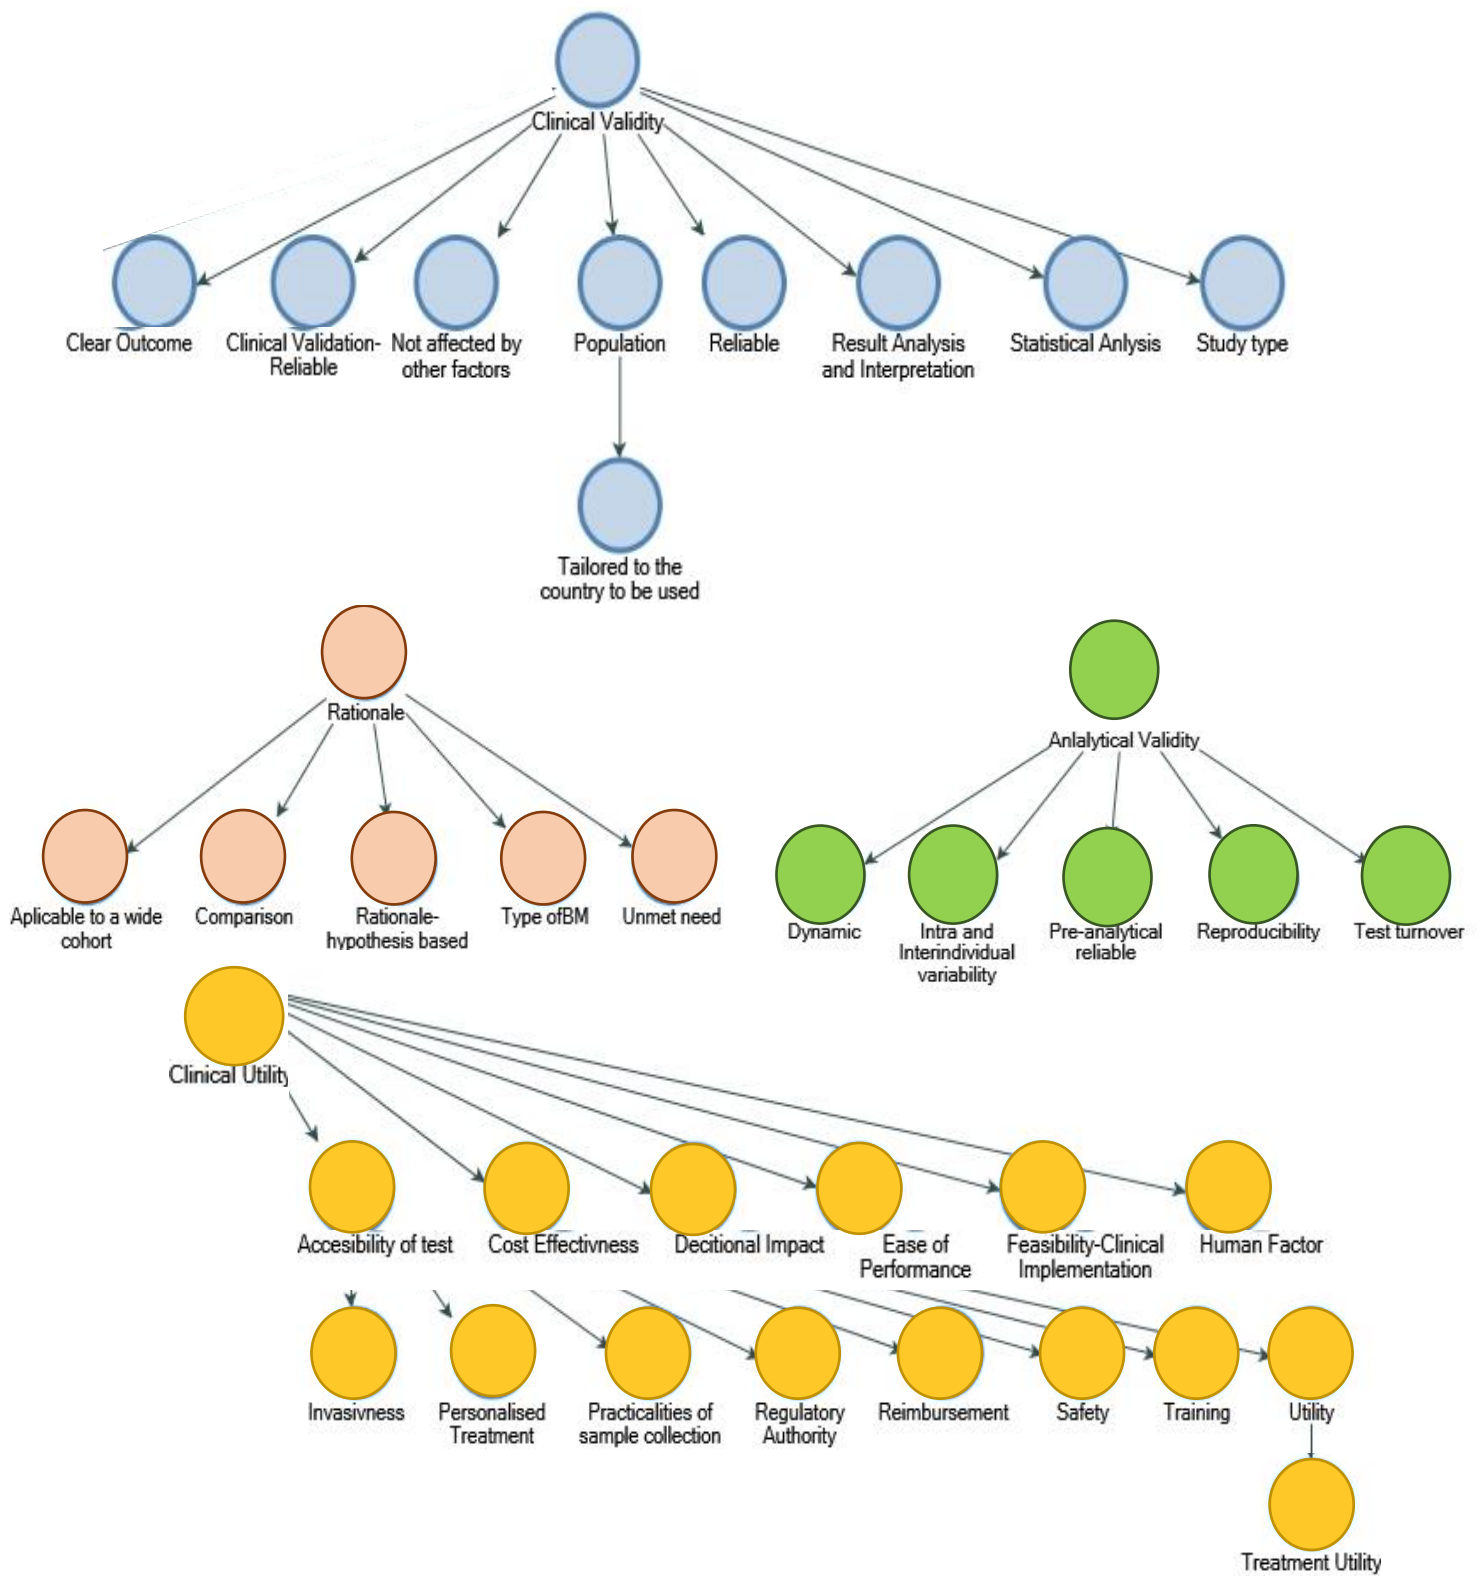 Clinical Validity
Clear Outcome
Clinical Validation-
Reliable
Not affected by
other factors
Population
Reliable
Result Analysis
and Interpretation
Statistical Anlysis
Study type
Tailored to the
country to be used
Rationale
Anlalytical Validity
Aplicable to a wide
cohort
Comparison
Rationale-
hypothesis based
Type ofBM
Unmet need
Dynamic
Intra and
Interindividual
variability
Pre-analytical
reliable
Reproducibility
Test turnover
Clinical Utility
Accesibility of test
Cost Effectivness
Decitional Impact
Ease of
Performance
Feasibility-Clinical
Implementation
Human Factor
Invasivness
Personalised
Treatment
Practicalities of
sample collection
Regulatory
Authority
Reimbursement
Safety
Training
Utility
Treatment Utility